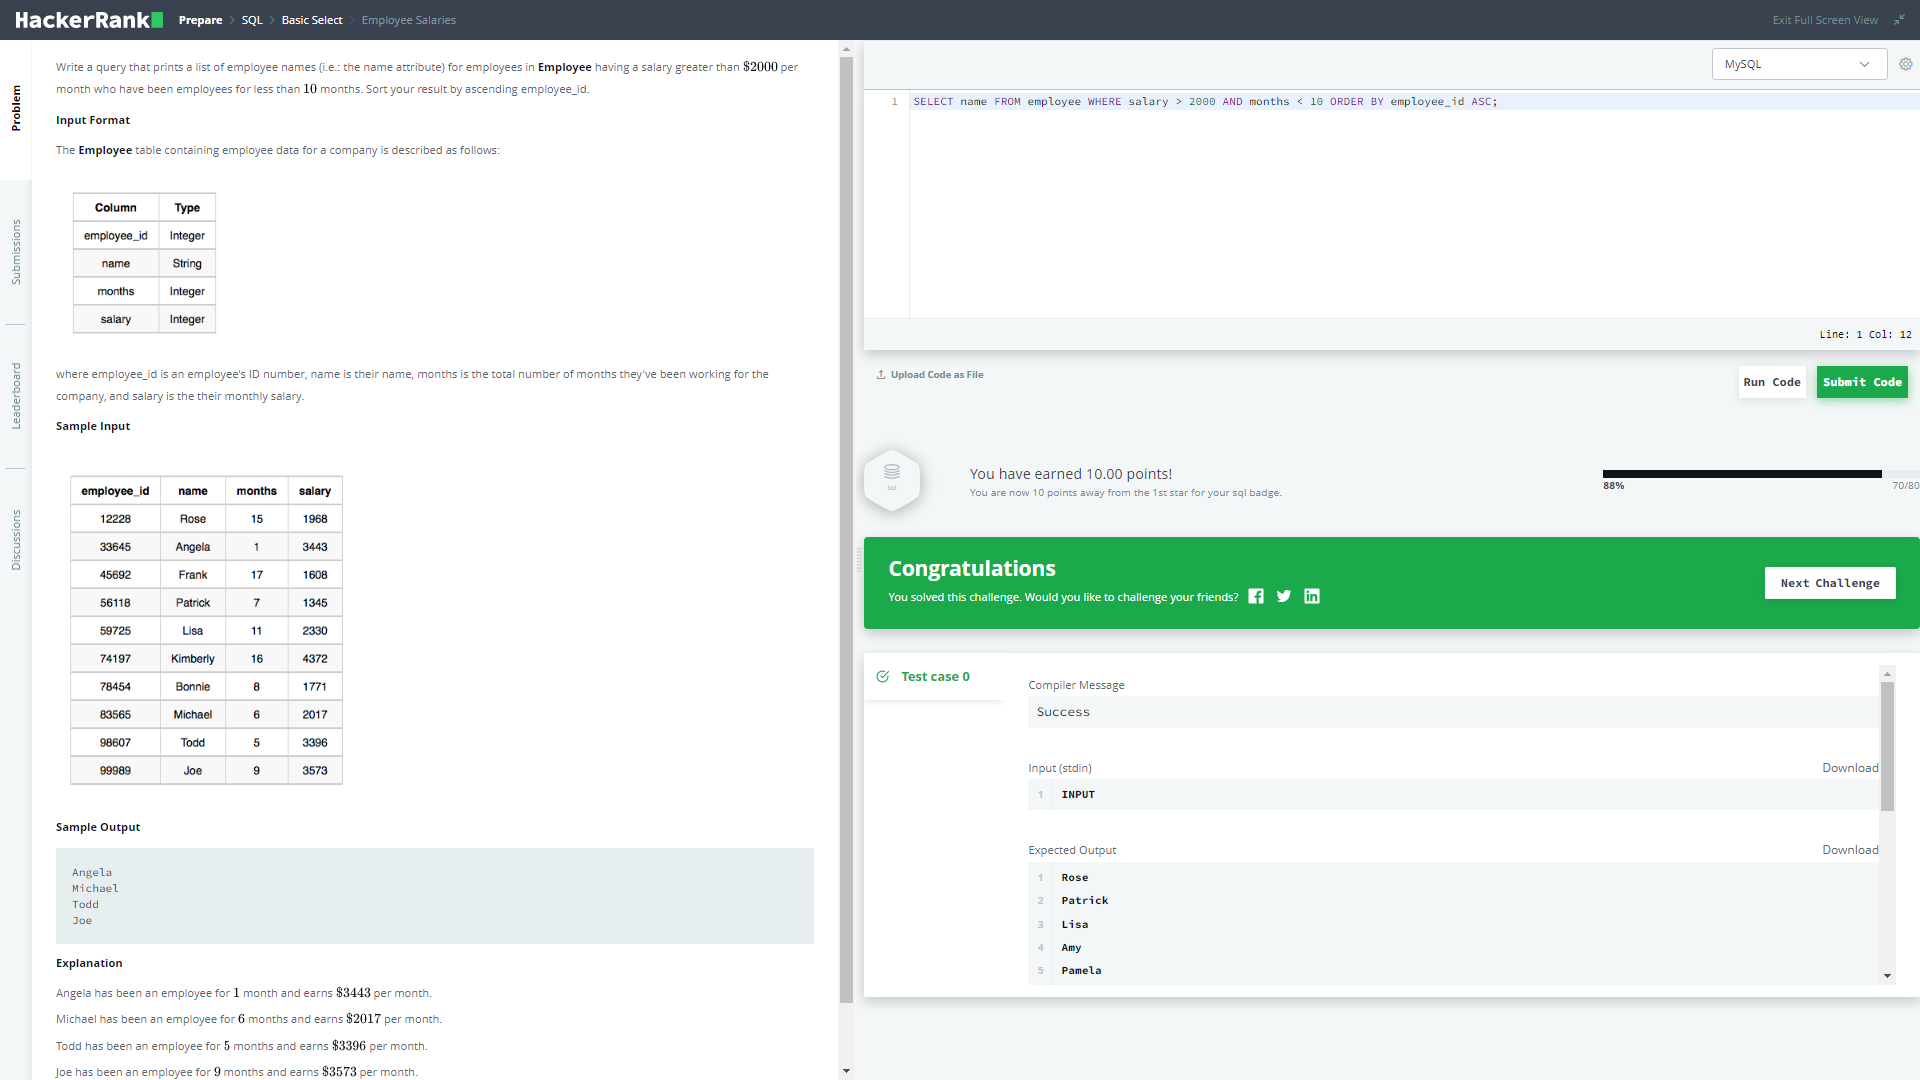 HackerRank Prepare > SQL > Basic Select > Employee Salaries Exit Full Screen View
Problem
Submissions
Leaderboard
Discussions
Write a query that prints a list of employee names (i.e.: the name attribute) for employees in Employee having a salary greater than $2000 per
month who have been employees for less than 10 months. Sort your result by ascending employee_id.
Input Format
The Employee table containing employee data for a company is described as follows:
Column Type
employee_id Integer
name String
months Integer
salary Integer
where employee_id is an employee's ID number, name is their name, months is the total number of months they've been working for the
company, and salary is the their monthly salary.
Sample Input
employee_id name months salary
12228 Rose 15 1968
33645 Angela 1 3443
45692 Frank 17 1608
56118 Patrick 7 1345
59725 Lisa 11 2330
74197 Kimberly 16 4372
78454 Bonnie 8 1771
83565 Michael 6 2017
98607 Todd 5 3396
99989 Joe 9 3573
Sample Output
Angela
Michael
Todd
Joe
Explanation
Angela has been an employee for 1 month and earns $3443 per month.
Michael has been an employee for 6 months and earns $2017 per month.
Todd has been an employee for 5 months and earns $3396 per month.
Joe has been an employee for 9 months and earns $3573 per month.
MySQL
1 SELECT name FROM employee WHERE salary > 2000 AND months < 10 ORDER BY employee_id ASC;
Line: 1 Col: 12
Upload Code as File
Run Code
Submit Code
Sql
You have earned 10.00 points!
You are now 10 points away from the 1st star for your sql badge.
88% 70/80
Congratulations
You solved this challenge. Would you like to challenge your friends?
Next Challenge
Test case 0
Compiler Message
Success
Input (stdin) Download
1 INPUT
Expected Output Download
1 Rose
2 Patrick
3 Lisa
4 Amy
5 Pamela